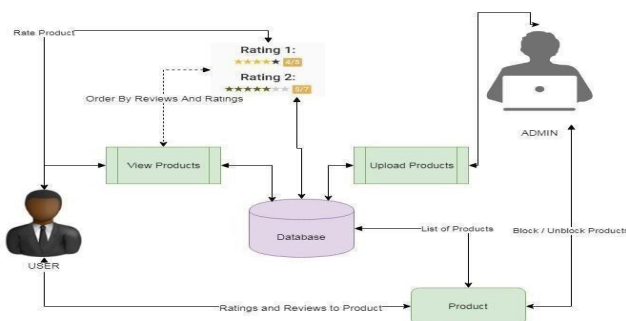 Rate Product
Rating 1:
4/5
Rating 2:
5/7
Order By Reviews And Ratings
ADMIN
View Products
Upload Products
Database
List of Products
Block / Unblock Products
USER
Ratings and Reviews to Product
Product